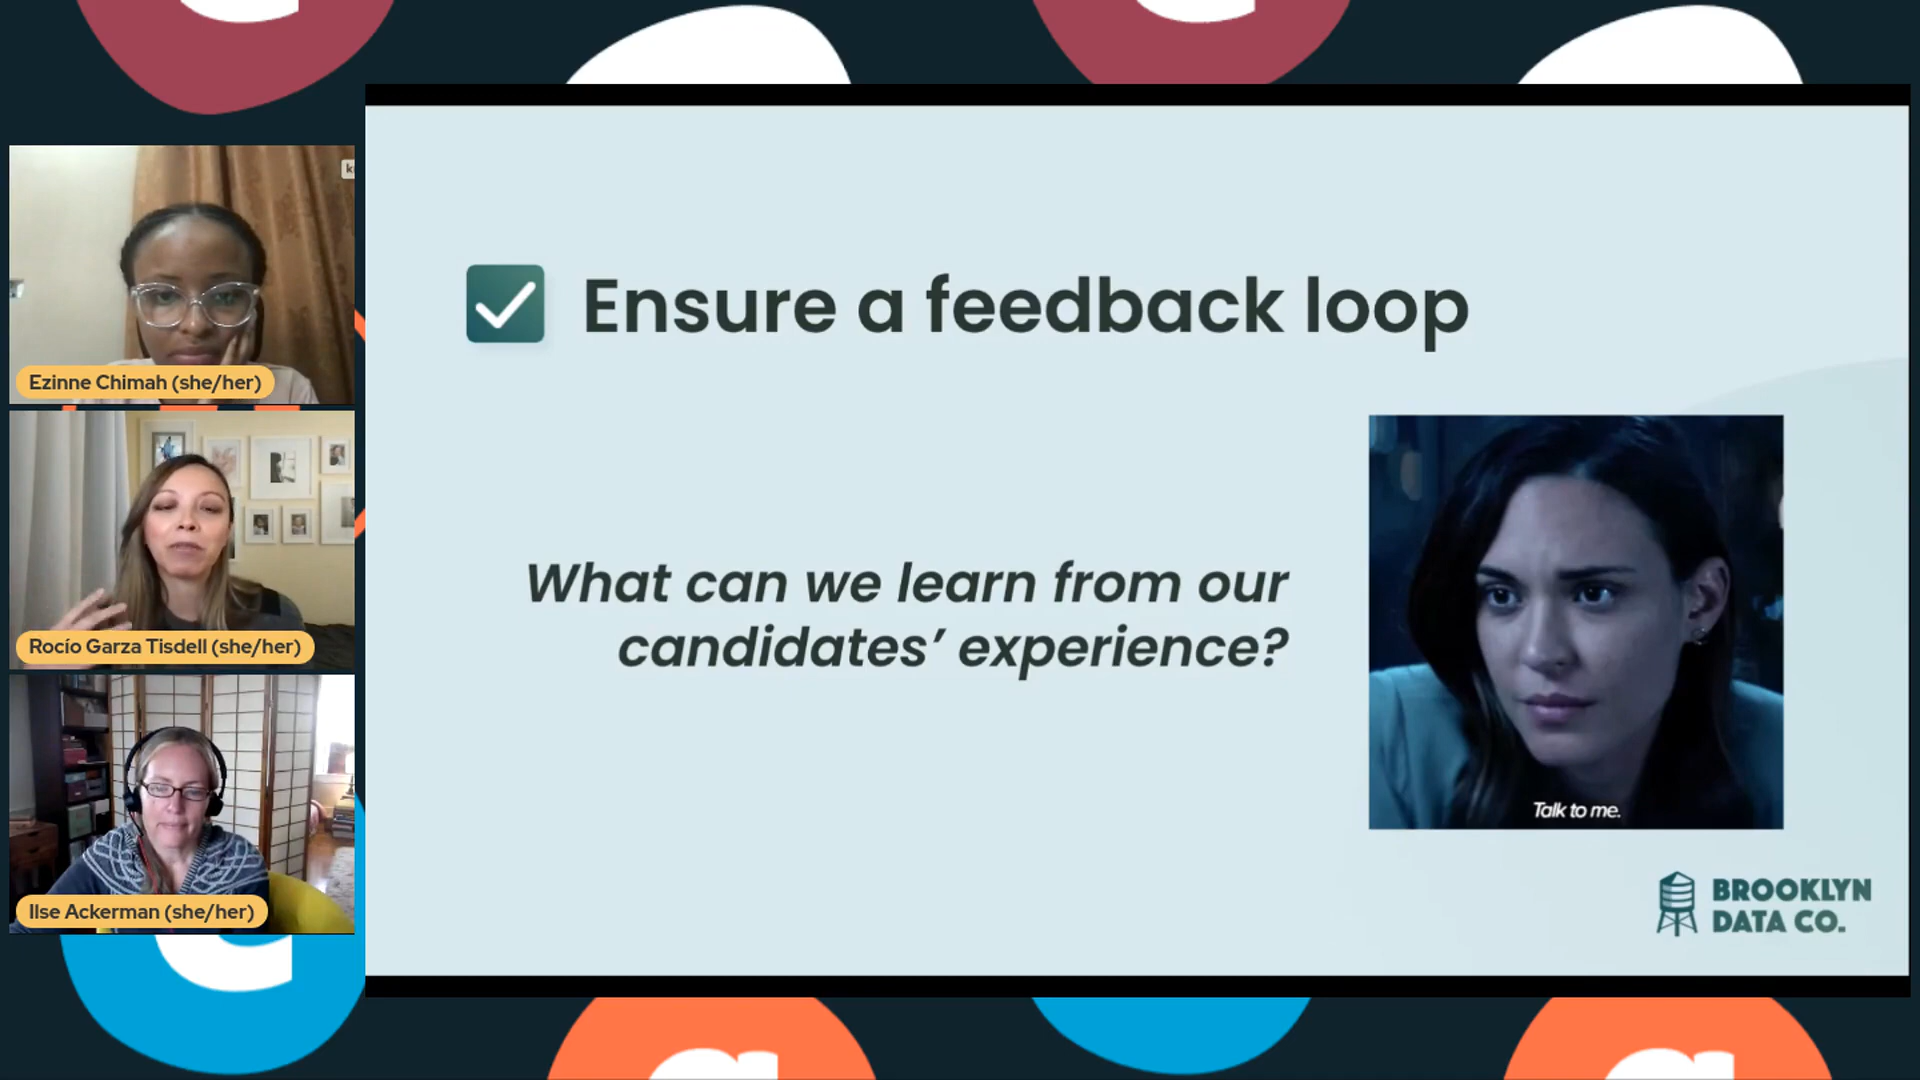 Ezinne Chimah (she/her)
Rocío Garza Tisdell (she/her)
Ilse Ackerman (she/her)
Ensure a feedback loop
What can we learn from our
candidates’ experience?
Talk to me.
BROOKLYN
DATA CO.